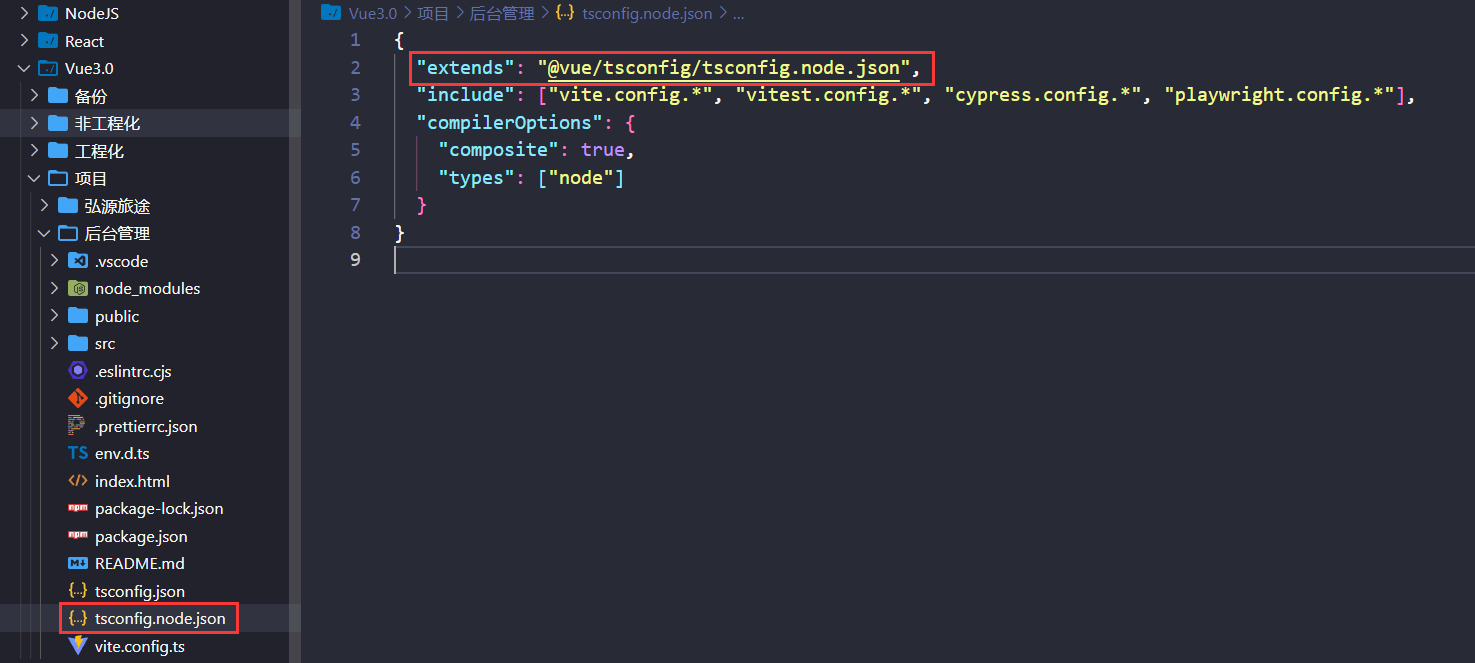 NodeJS
React
Vue3.0
备份
非工程化
工程化
项目
弘源旅途
后台管理
.vscode
node_modules
public
src
.eslintrc.cjs
.gitignore
.prettierrc.json
TS env.d.ts
index.html
npm package-lock.json
npm package.json
README.md
{...} tsconfig.json
{...} tsconfig.node.json
vite.config.ts
Vue3.0 > 项目 > 后台管理 > {...} tsconfig.node.json > ...
1 {
2 "extends": "@vue/tsconfig/tsconfig.node.json",
3 "include": ["vite.config.*", "vitest.config.*", "cypress.config.*", "playwright.config.*"],
4 "compilerOptions": {
5 "composite": true,
6 "types": ["node"]
7 }
8 }
9